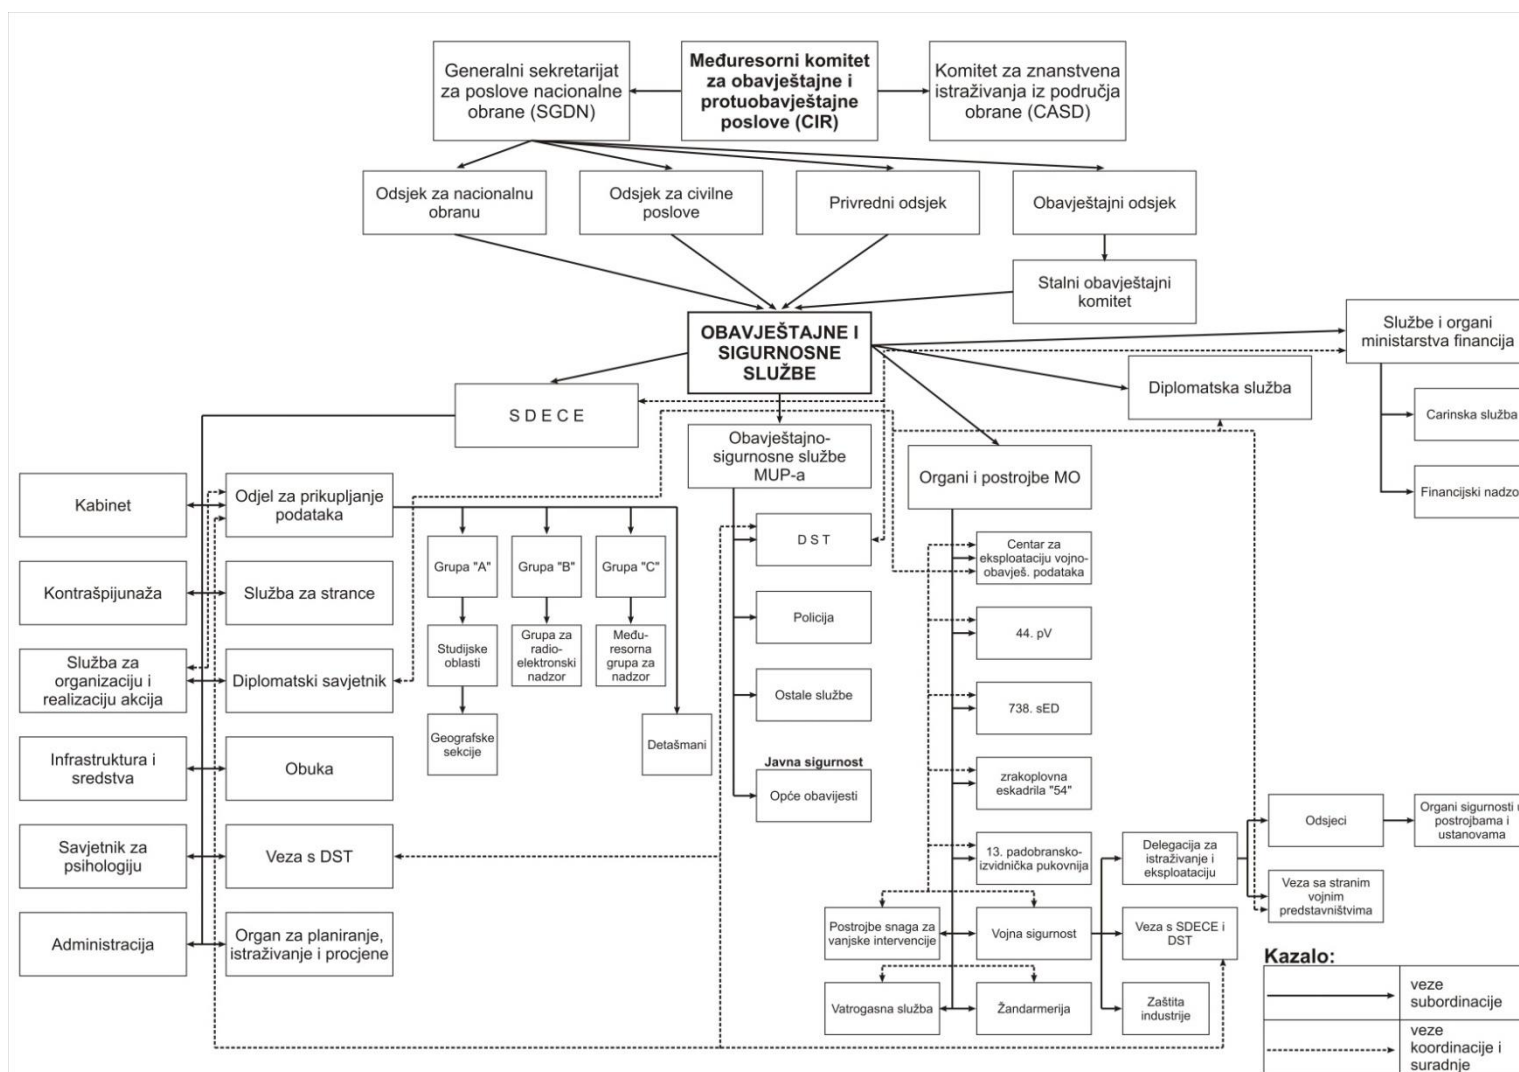 Generalni sekretarijat
za poslove nacionalne
obrane (SGDN)
Međuresorni komitet
za obavještajne i
protuobavještajne
poslove (CIR)
Komitet za znanstvena
istraživanja iz područja
obrane (CASD)
Odsjek za nacionalnu
obranu
Odsjek za civilne
poslove
Privredni odsjek
Obavještajni odsjek
Stalni obavještajni
komitet
OBAVJEŠTAJNE I
SIGURNOSNE
SLUŽBE
Službe i organi
ministarstva financija
Diplomatska služba
Carinska služba
Financijski nadzo
S D E C E
Obavještajno-
sigurnosne službe
MUP-a
Organi i postrojbe MO
Kabinet
Odjel za prikupljanje
podataka
Kontrašpijunaža
Služba za strance
Služba za
organizaciju i
realizaciju akcija
Diplomatski savjetnik
Infrastruktura i
sredstva
Obuka
Savjetnik za
psihologiju
Veza s DST
Administracija
Organ za planiranje,
istraživanje i procjene
Grupa "A"
Grupa "B"
Grupa "C"
Studijske
oblasti
Grupa za
radio-
elektronski
nadzor
Među-
resorna
grupa za
nadzor
Geografske
sekcije
Detašmani
D S T
Policija
Ostale službe
Javna sigurnost
Opće obavijesti
Centar za
eksploataciju vojno-
obavješ. podataka
44. pV
738. sED
zrakoplovna
eskadrila "54"
13. padobransko-
izvidnička pukovnija
Postrojbe snaga za
vanjske intervencije
Vojna sigurnost
Vatrogasna služba
Žandarmerija
Delegacija za
istraživanje i
eksploataciju
Veza s SDECE i
DST
Zaštita
industrije
Odsjeci
Organi sigurnosti u
postrojbama i
ustanovama
Veza sa stranim
vojnim
predstavništvima
Kazalo:
veze
subordinacije
veze
koordinacije i
suradnje